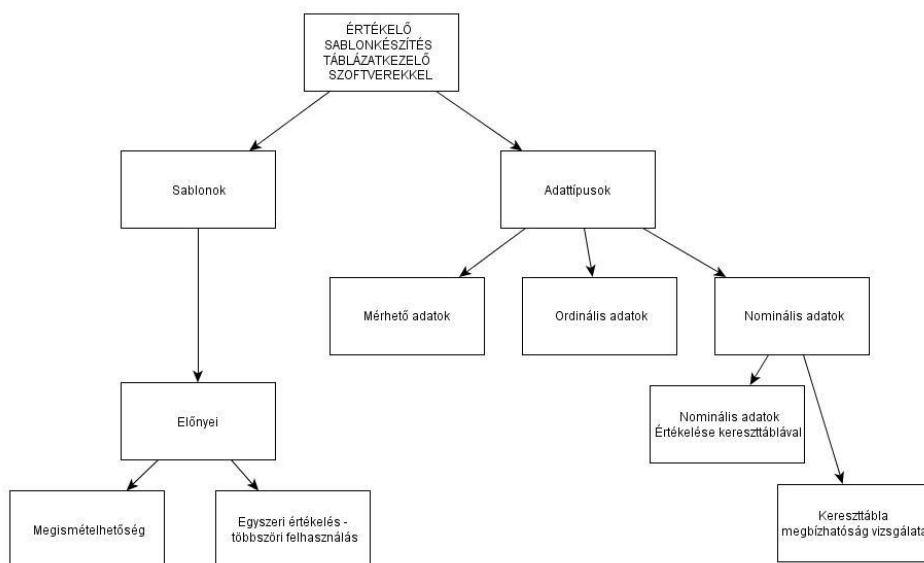 ÉRTÉKELŐ
SABLONKÉSZÍTÉS
TÁBLÁZATKEZELŐ
SZOFTVEREKKEL
Sablonok
Adattípusok
Mérhető adatok
Ordinális adatok
Nominális adatok
Előnyei
Nominális adatok
Értékelése kereszttáblával
Megismételhetőség
Egyszeri értékelés -
többszöri felhasználás
Kereszttábla
megbízhatóság vizsgálata